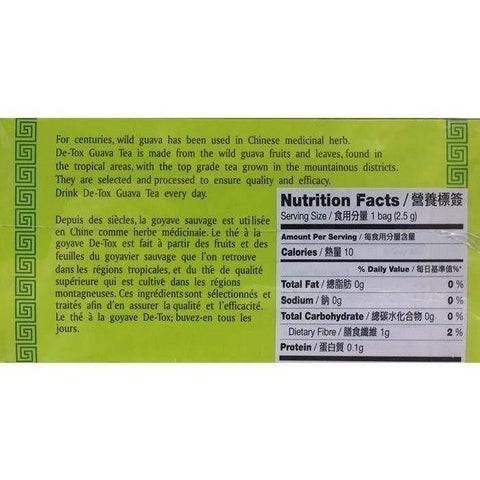 For centuries, wild guava has been used in Chinese medicinal herb.
De-Tox Guava Tea is made from the wild guava fruits and leaves, found in
the tropical areas, with the top grade tea grown in the mountainous districts.
They are selected and processed to ensure quality and efficacy.
Drink De-Tox Guava Tea every day.
Depuis des siècles, la goyave sauvage est utilisée
en Chine comme herbe médicinale. Le thé à la
goyave De-Tox est fait à partir des fruits et des
feuilles du goyavier sauvage que l'on retrouve
dans les régions tropicales, et du thé de qualité
supérieure qui est cultivé dans les régions
montagneuses. Ces ingrédients sont sélectionnés et
traités afin d'en assurer la qualité et l'efficacité.
Le thé à la goyave De-Tox; buvez-en tous les
jours.
Nutrition Facts / 營養標簽
Serving Size / 食用分量 1 bag (2.5 g)
Amount Per Serving / 每食用分量含量
Calories / 熱量 10
% Daily Value / 每日基準值%*
Total Fat / 總脂肪 0g 0 %
Sodium / 鈉 0g 0 %
Total Carbohydrate / 總碳水化合物 0g 0 %
Dietary Fibre / 膳食纖維 1g 2 %
Protein / 蛋白質 0.1g